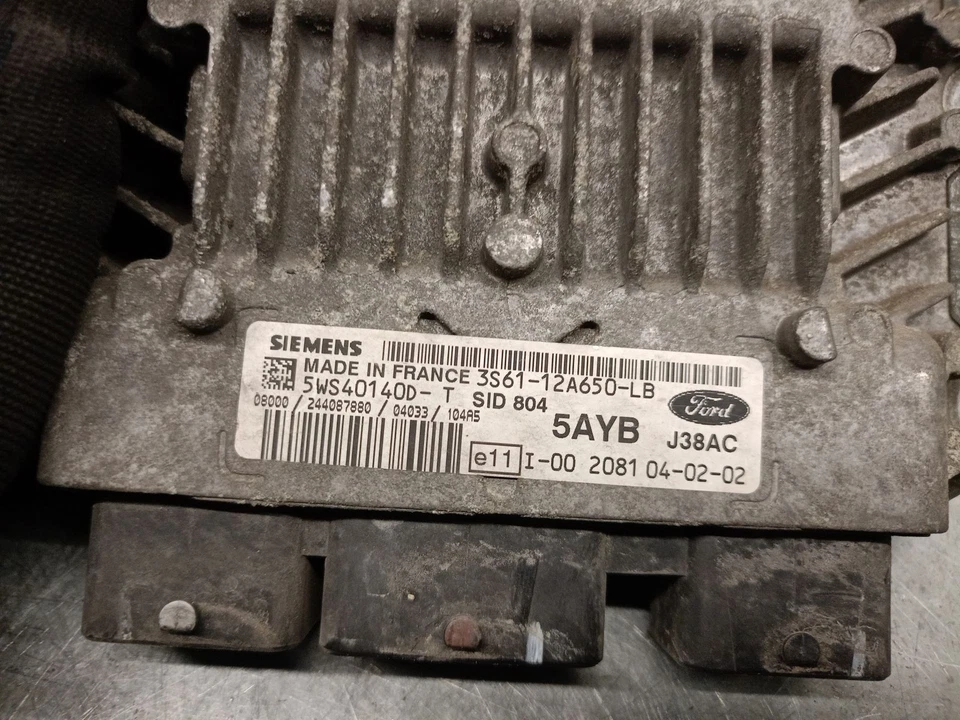 SIEMENS
MADE IN FRANCE 3S61-12A650-LB
5WS40140D-T SID 804
Ford
08000 / 244087880 / 04033 / 104A5
5AYB J38AC
e11 I-00 2081 04-02-02